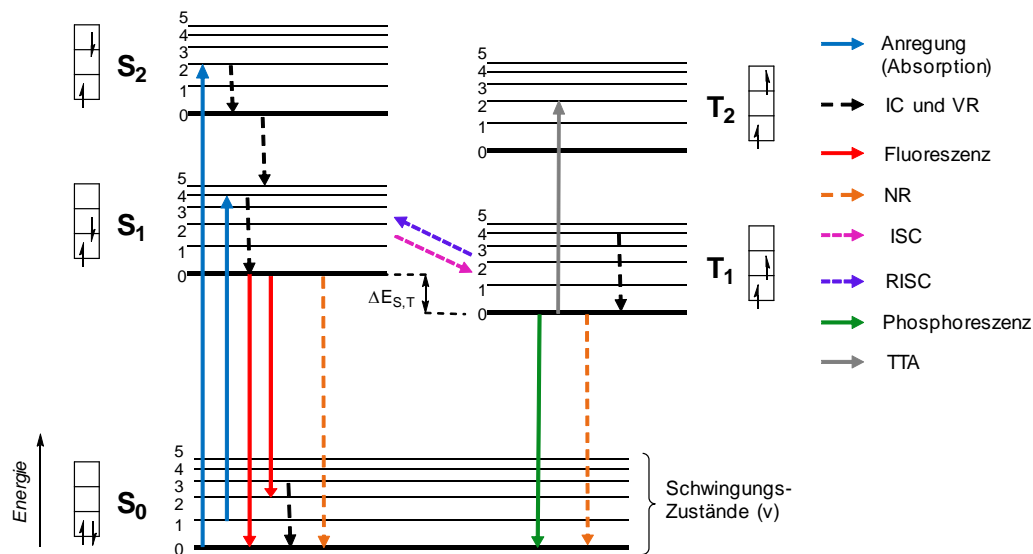 5
4
3
2
1
0
S2
5
4
3
2
1
0
T2
5
4
3
2
1
0
S1
5
4
3
2
1
0
T1
ΔES,T
5
4
3
2
1
0
S0
Energie
Schwingungs-
Zustände (v)
Anregung
(Absorption)
IC und VR
Fluoreszenz
NR
ISC
RISC
Phosphoreszenz
TTA